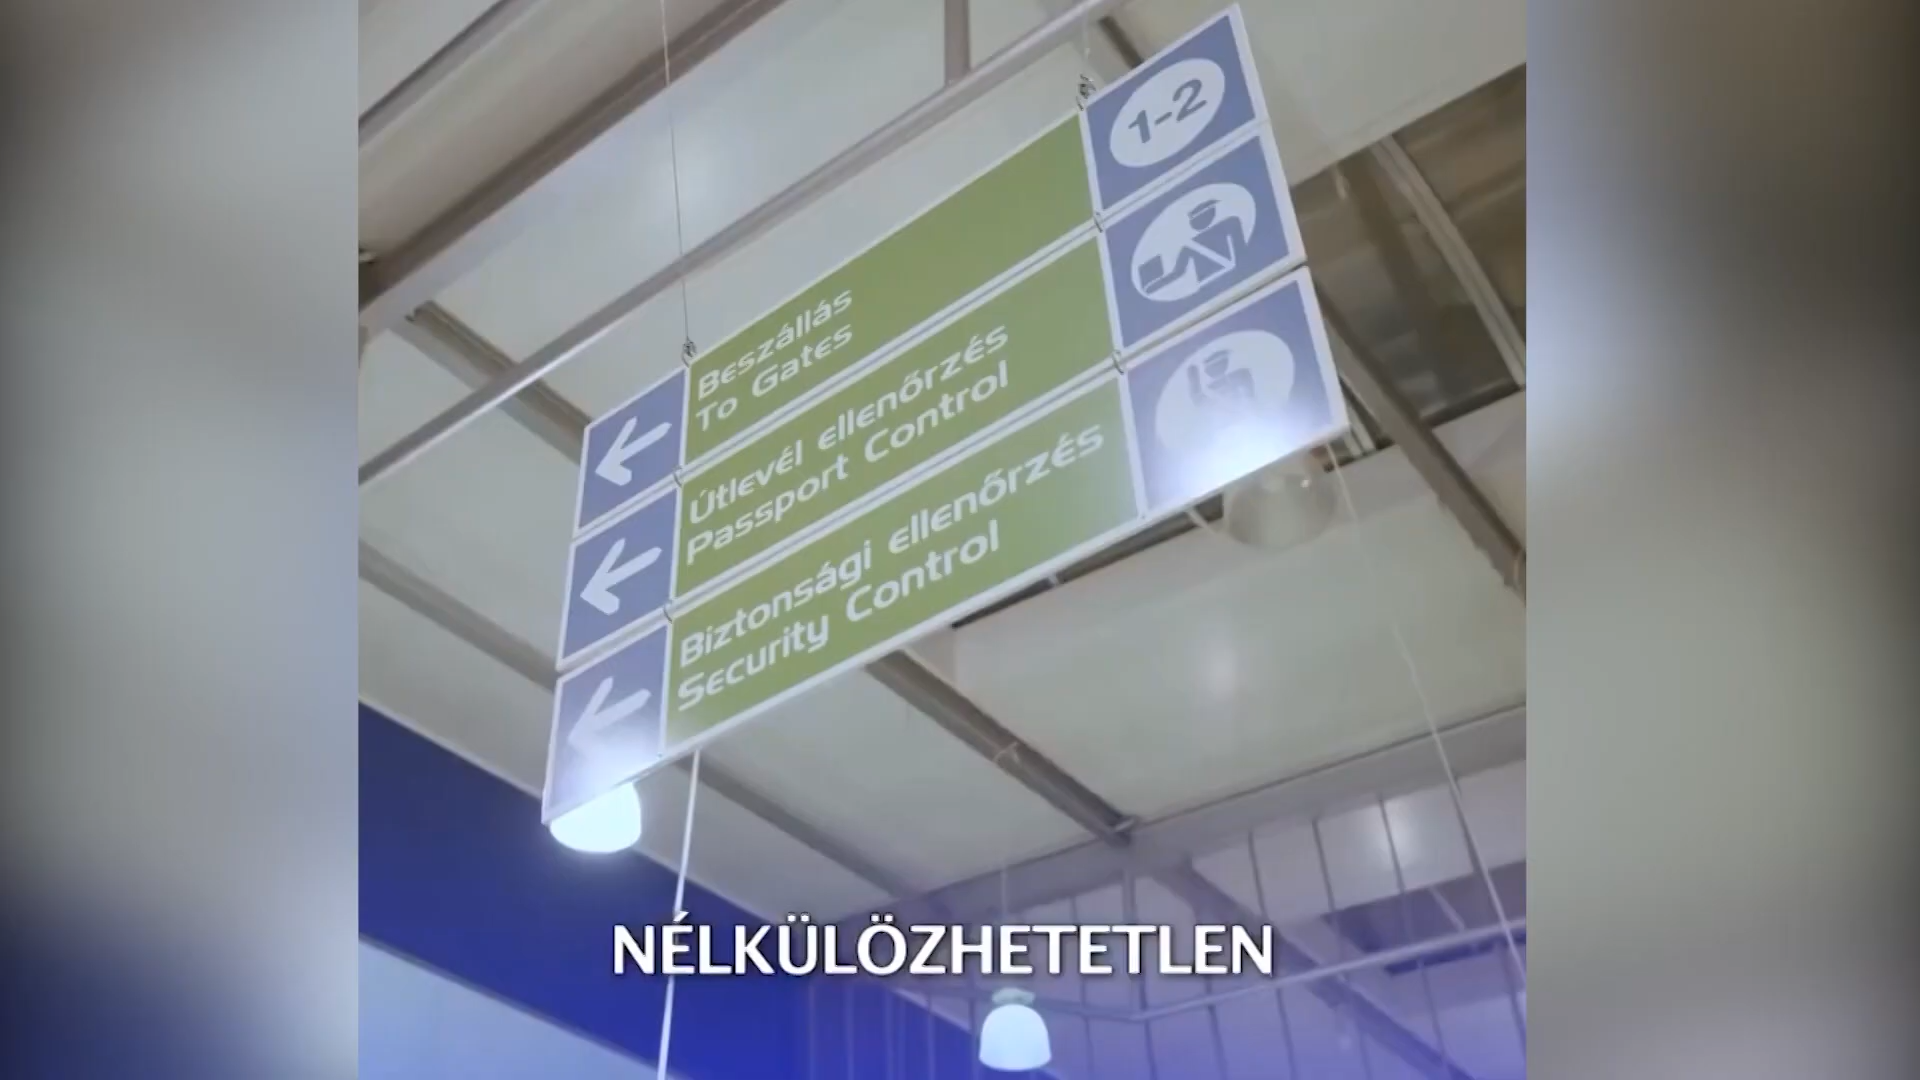 1-2
Beszállás
To Gates
Útlevél ellenőrzés
Passport Control
Biztonsági ellenőrzés
Security Control
NÉLKÜLÖZHETETLEN